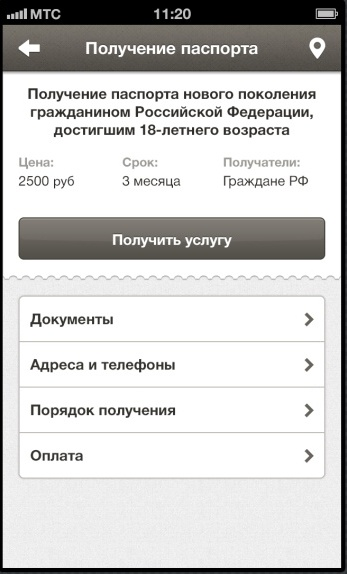 МТС 11:20
Получение паспорта
Получение паспорта нового поколения
гражданином Российской Федерации,
достигшим 18-летнего возраста
Цена: Срок: Получатели:
2500 руб 3 месяца Граждане РФ
Получить услугу
Документы
Адреса и телефоны
Порядок получения
Оплата